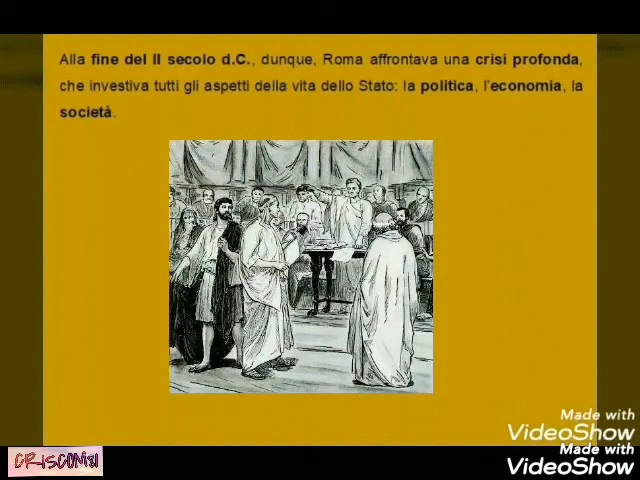 Alla fine del II secolo d.C., dunque, Roma affrontava una crisi profonda,
che investiva tutti gli aspetti della vita dello Stato: la politica, l'economia, la
società.
Made with
VideoShow
Made with
VideoShow